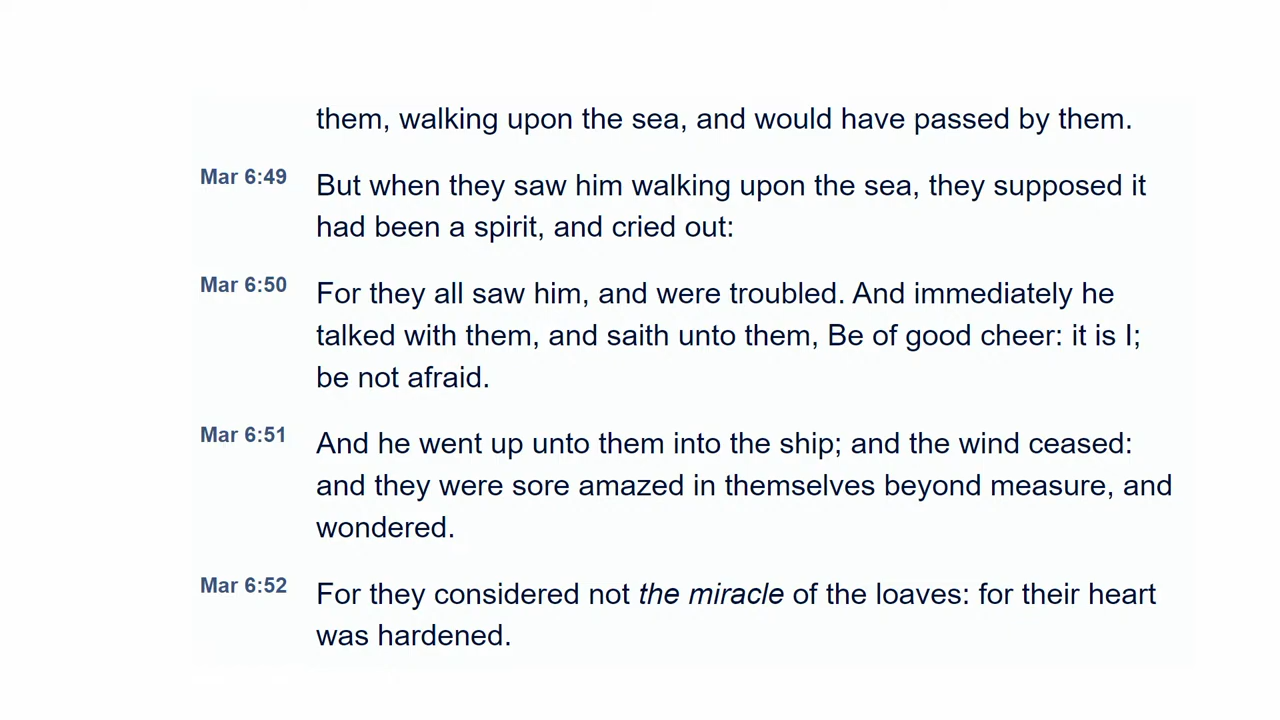 them, walking upon the sea, and would have passed by them.
Mar 6:49 But when they saw him walking upon the sea, they supposed it
had been a spirit, and cried out:
Mar 6:50 For they all saw him, and were troubled. And immediately he
talked with them, and saith unto them, Be of good cheer: it is I;
be not afraid.
Mar 6:51 And he went up unto them into the ship; and the wind ceased:
and they were sore amazed in themselves beyond measure, and
wondered.
Mar 6:52 For they considered not the miracle of the loaves: for their heart
was hardened.